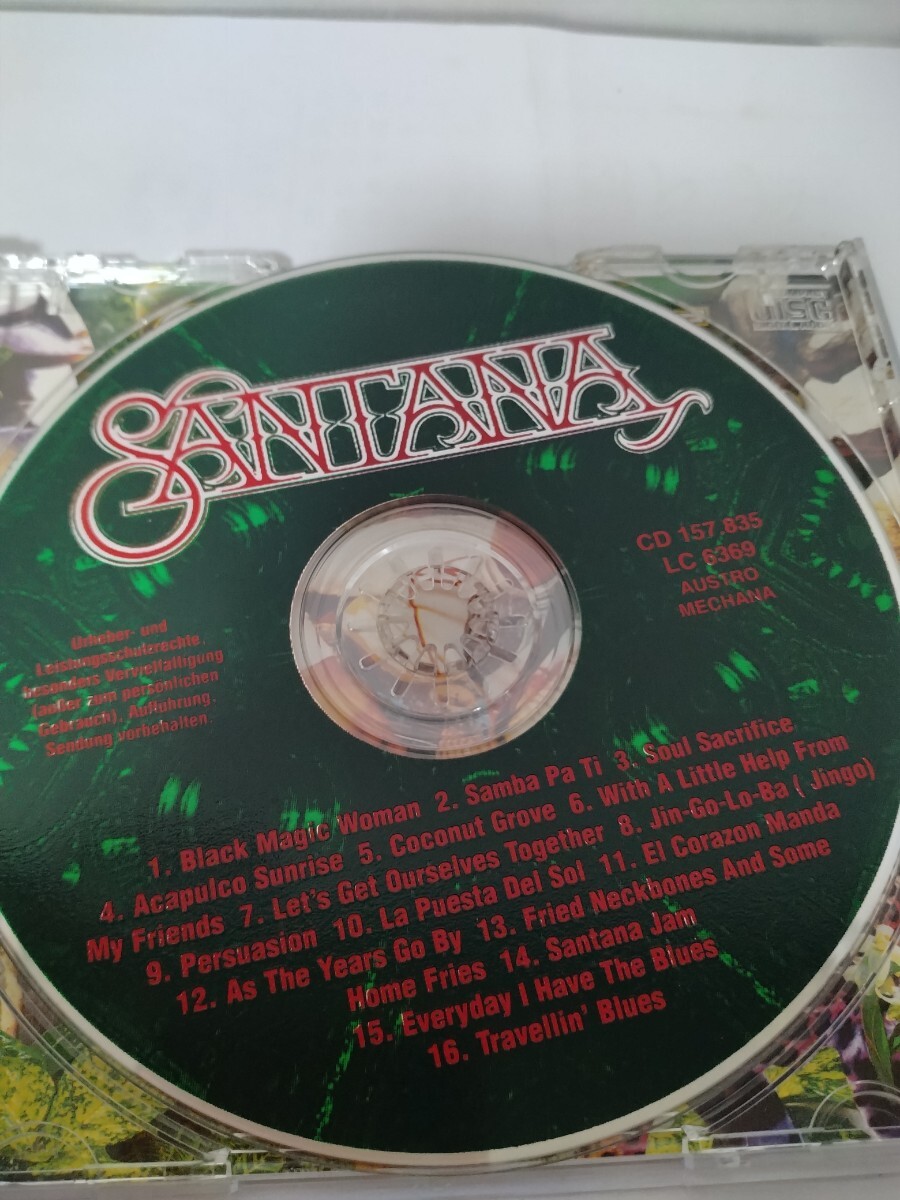 SANTANA
DISC
CD 157.835
LC 6369
AUSTRO
MECHANA
Urheber- und
Leistungsschutzrechte,
besonders Vervielfältigung
(außer zum persönlichen
Gebrauch), Aufführung,
Sendung vorbehalten.
1. Black Magic Woman 2. Samba Pa Ti 3. Soul Sacrifice
4. Acapulco Sunrise 5. Coconut Grove 6. With A Little Help From
My Friends 7. Let's Get Ourselves Together 8. Jin-Go-Lo-Ba ( Jingo)
9. Persuasion 10. La Puesta Del Sol 11. El Corazon Manda
12. As The Years Go By 13. Fried Neckbones And Some
Home Fries 14. Santana Jam
15. Everyday I Have The Blues
16. Travellin' Blues